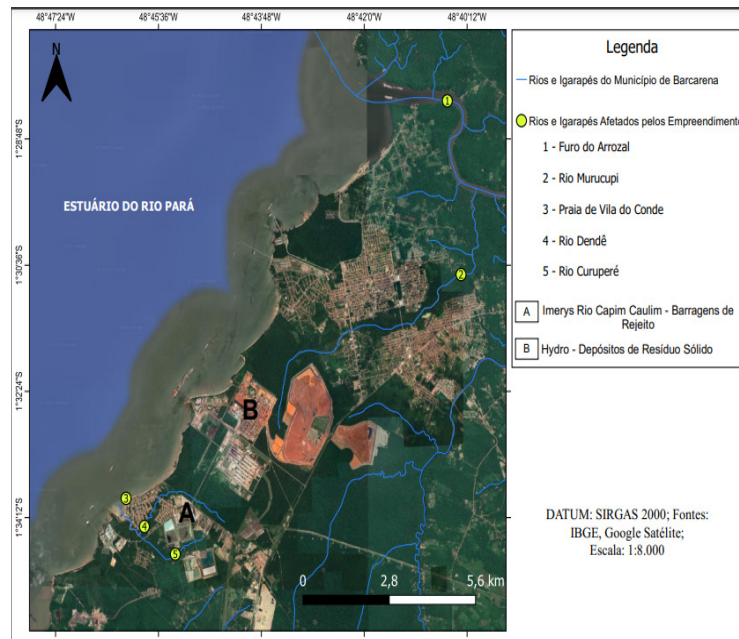 48°47'24"W 48°45'36"W 48°43'48"W 48°42'0"W 48°40'12"W
N
1°28'48"S
1°30'36"S
1°32'24"S
1°34'12"S
ESTUÁRIO DO RIO PARÁ
1
2
3
4
5
A
B
0 2,8 5,6 km
Legenda
Rios e Igarapés do Município de Barcarena
Rios e Igarapés Afetados pelos Empreendimento
1 - Furo do Arrozal
2 - Rio Murucupi
3 - Praia de Vila do Conde
4 - Rio Dendê
5 - Rio Curuperé
A Imerys Rio Capim Caulim - Barragens de
Rejeito
B Hydro - Depósitos de Resíduo Sólido
DATUM: SIRGAS 2000; Fontes:
IBGE, Google Satélite;
Escala: 1:8.000